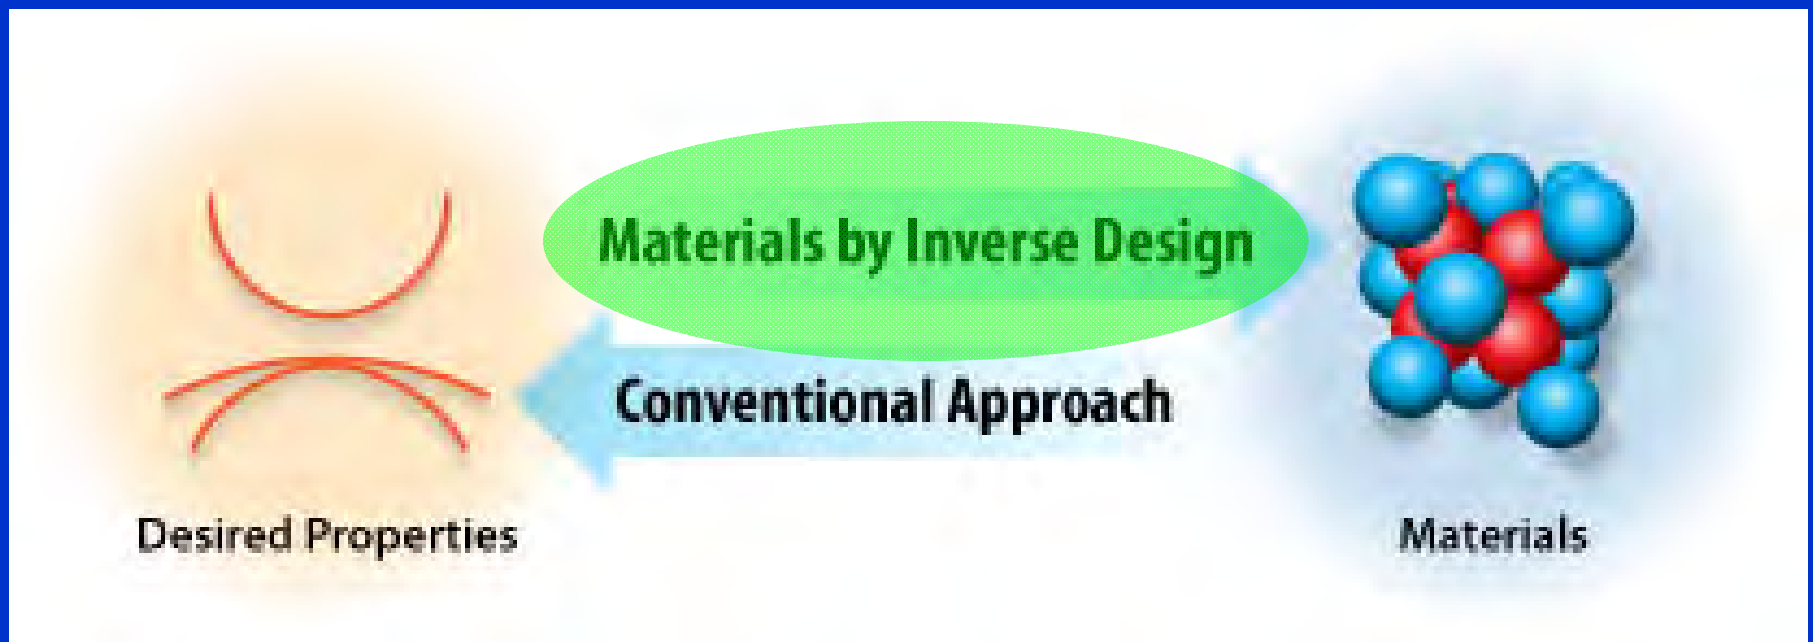 Materials by Inverse Design
Conventional Approach
Desired Properties
Materials